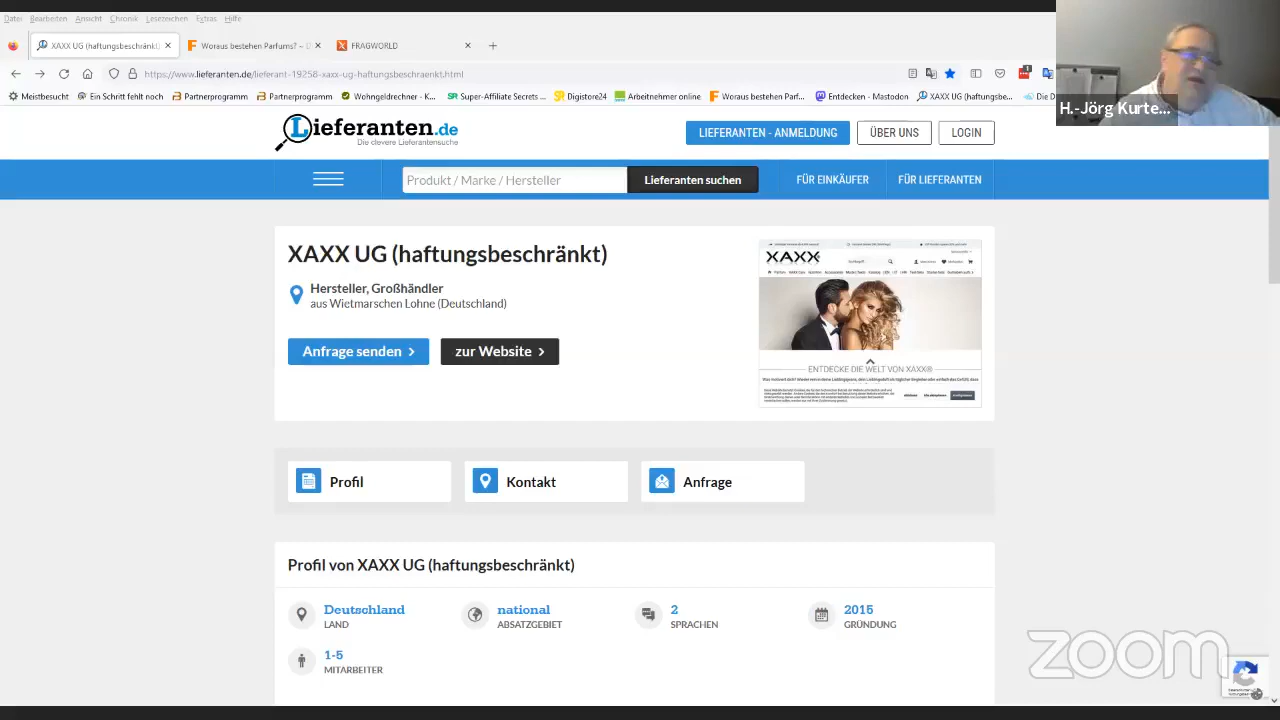 Datei Bearbeiten Ansicht Chronik Lesezeichen Extras Hilfe
XAXX UG (haftungsbeschränkt)
Woraus bestehen Parfums? –
FRAGWORLD
https://www.lieferanten.de/lieferant-19258-xaxx-ug-haftungsbeschraenkt.html
Meistbesucht Ein Schritt fehlt noch Partnerprogramm Partnerprogramm Wohngeldrechner - K... Super-Affiliate Secrets ... Digistore24 Arbeitnehmer online Woraus bestehen Parf... Entdecken - Mastodon XAXX UG (haftungsbe...
H.-Jörg Kurte...
Lieferanten.de
Die clevere Lieferantensuche
LIEFERANTEN - ANMELDUNG ÜBER UNS LOGIN
Produkt / Marke / Hersteller Lieferanten suchen FÜR EINKÄUFER FÜR LIEFERANTEN
XAXX UG (haftungsbeschränkt)
Hersteller, Großhändler
aus Wietmarschen Lohne (Deutschland)
Anfrage senden zur Website
XAXX
ENTDECKE DIE WELT VON XAXX®
Profil Kontakt Anfrage
Profil von XAXX UG (haftungsbeschränkt)
Deutschland national 2 2015
LAND ABSATZGEBIET SPRACHEN GRÜNDUNG
1-5
MITARBEITER
zoom